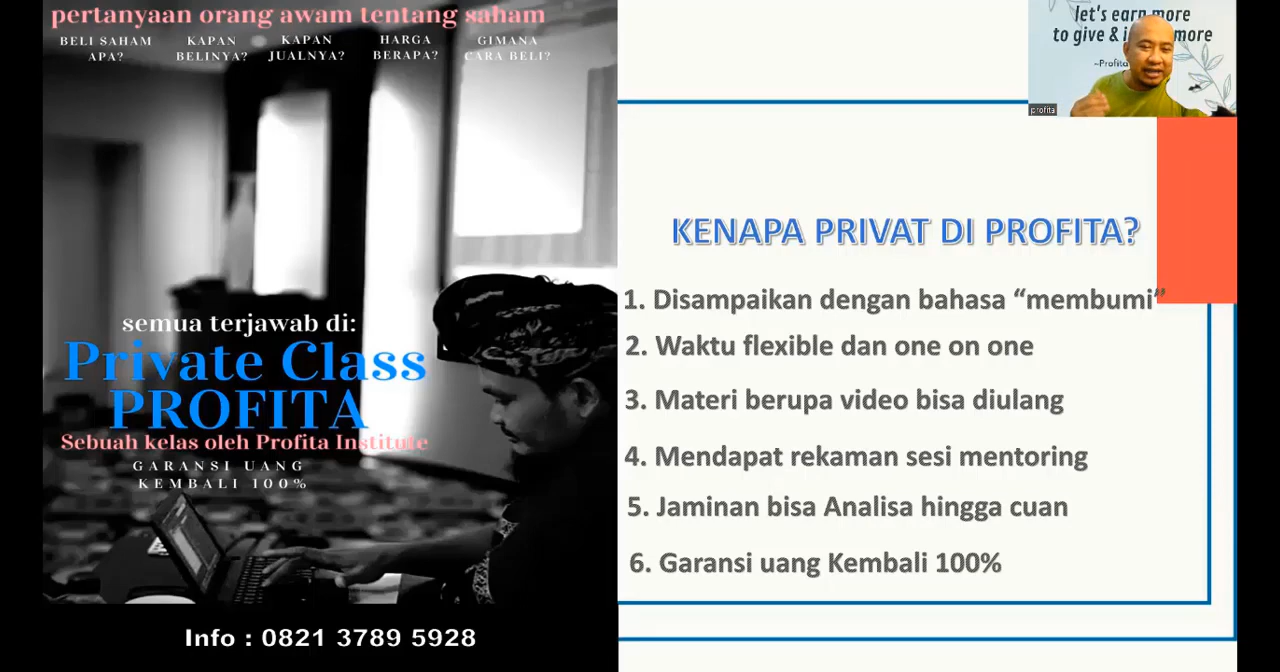 pertanyaan orang awam tentang saham
BELI SAHAM APA?
KAPAN BELINYA?
KAPAN JUALNYA?
HARGA BERAPA?
GIMANA CARA BELI?
semua terjawab di:
Private Class
PROFITA
Sebuah kelas oleh Profita Institute
GARANSI UANG
KEMBALI 100%
Info : 0821 3789 5928
let's earn more
to give & i more
~Profita
profita
KENAPA PRIVAT DI PROFITA?
1. Disampaikan dengan bahasa “membumi”
2. Waktu flexible dan one on one
3. Materi berupa video bisa diulang
4. Mendapat rekaman sesi mentoring
5. Jaminan bisa Analisa hingga cuan
6. Garansi uang Kembali 100%